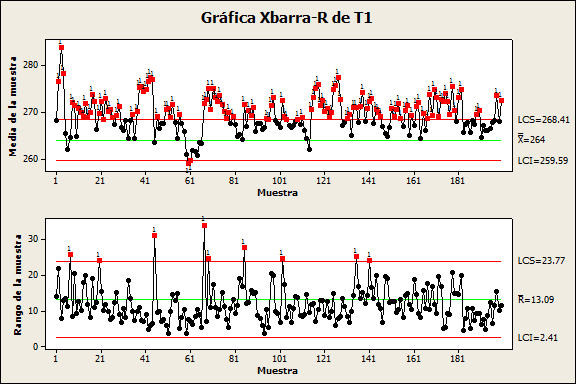 Gráfica Xbarra-R de T1
Media de la muestra
280
270
260
LCS=268.41
X=264
LCI=259.59
1 21 41 61 81 101 121 141 161 181
Muestra
Rango de la muestra
30
20
10
0
LCS=23.77
R=13.09
LCI=2.41
1 21 41 61 81 101 121 141 161 181
Muestra